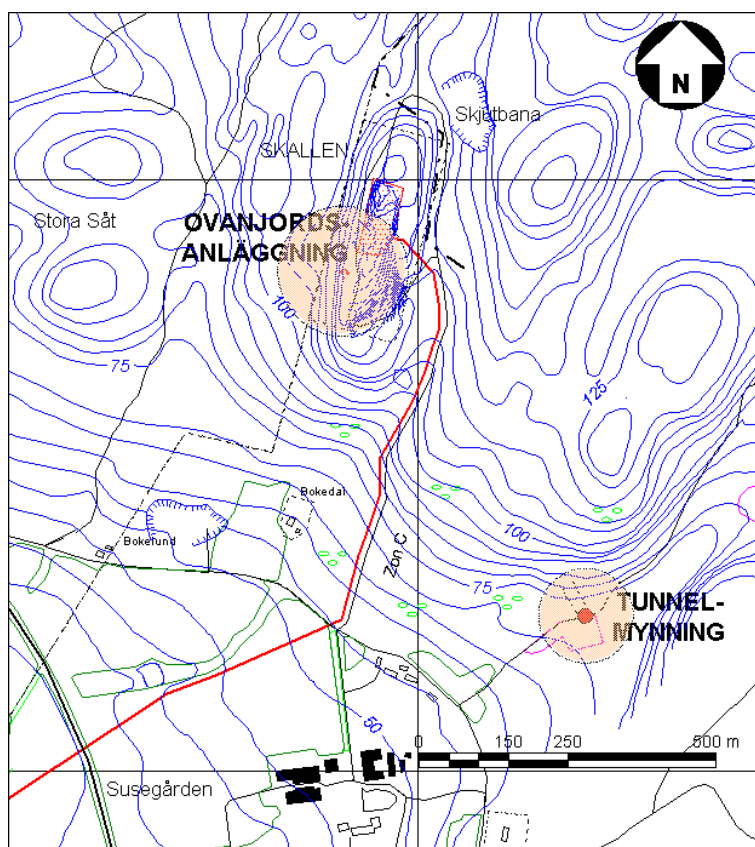 N
Skjutbana
SKALLEN
Stora Såt
OVANJORDS-
ANLÄGGNING
100
75
125
Bokedal
Bokelund
100
Zon C
75
TUNNEL-
MYNNING
50
0 150 250 500 m
Susegården